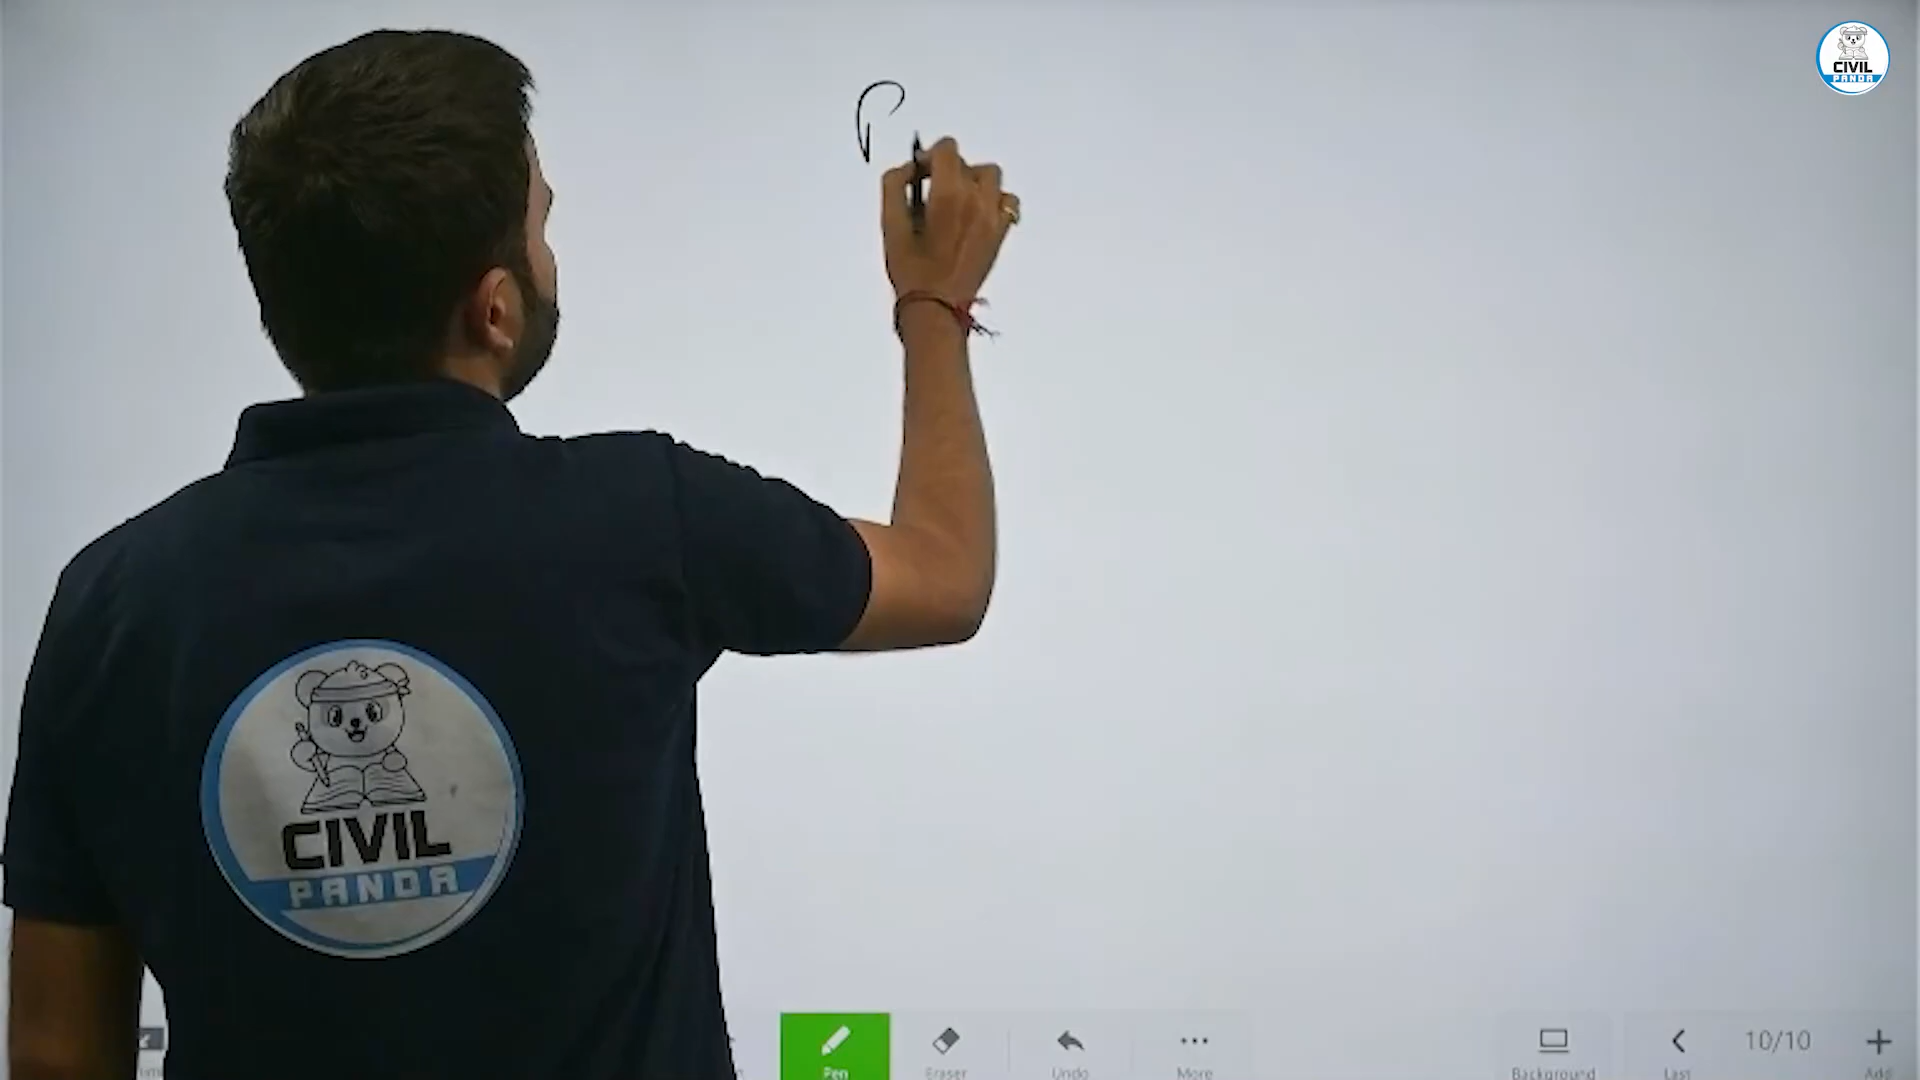 CIVIL
PANDA
P
CIVIL
PANDA
Pen
Eraser
Undo
More
Background
Last
10/10
Add